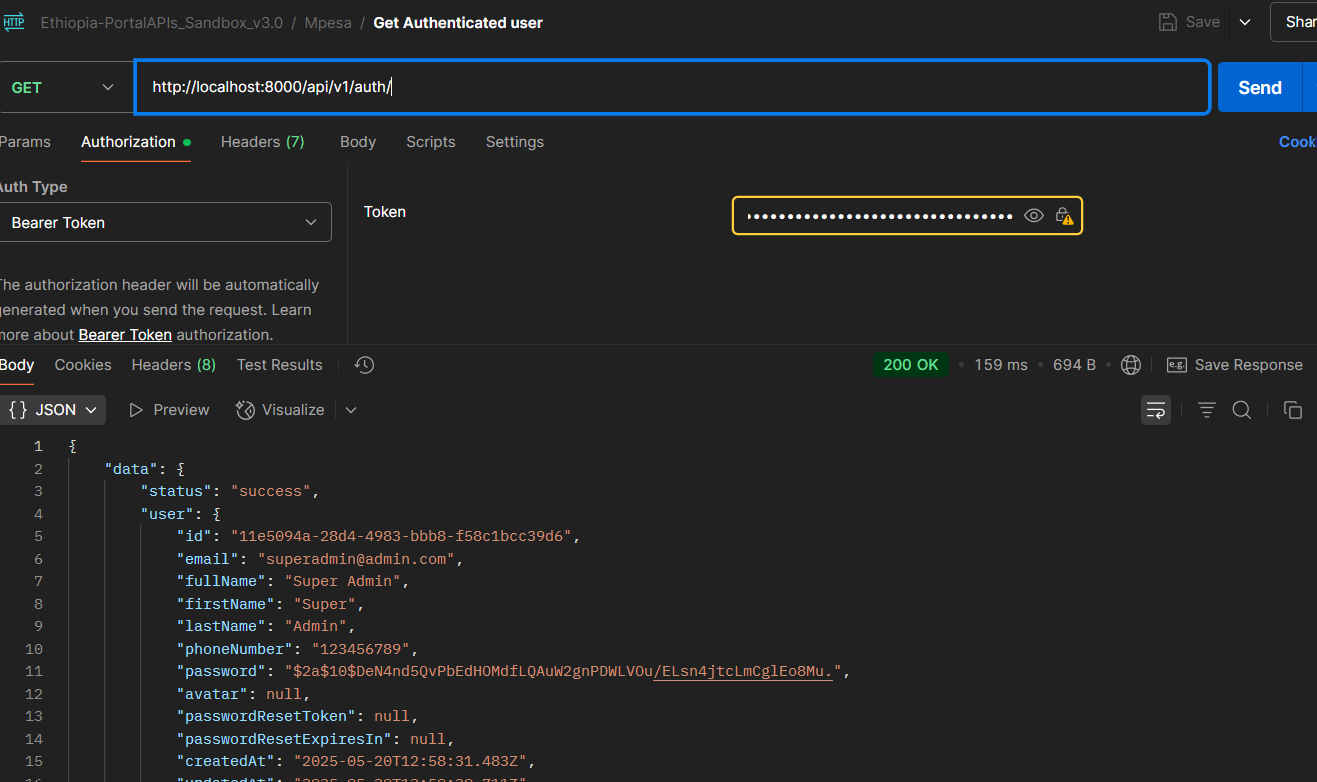 HTTP Ethiopia-PortalAPIs_Sandbox_v3.0 / Mpesa / Get Authenticated user Save
GET http://localhost:8000/api/v1/auth/ Send
Params Authorization Headers (7) Body Scripts Settings
Auth Type
Bearer Token
Token
The authorization header will be automatically
generated when you send the request. Learn
more about Bearer Token authorization.
Body Cookies Headers (8) Test Results 200 OK • 159 ms • 694 B • e.g. Save Response
{} JSON Preview Visualize
1 {
2 "data": {
3 "status": "success",
4 "user": {
5 "id": "11e5094a-28d4-4983-bbb8-f58c1bcc39d6",
6 "email": "superadmin@admin.com",
7 "fullName": "Super Admin",
8 "firstName": "Super",
9 "lastName": "Admin",
10 "phoneNumber": "123456789",
11 "password": "$2a$10$DeN4nd5QvPbEdHOMdfLQAuW2gnPDWLVOu/ELsn4jtcLmCglEo8Mu.",
12 "avatar": null,
13 "passwordResetToken": null,
14 "passwordResetExpiresIn": null,
15 "createdAt": "2025-05-20T12:58:31.483Z",